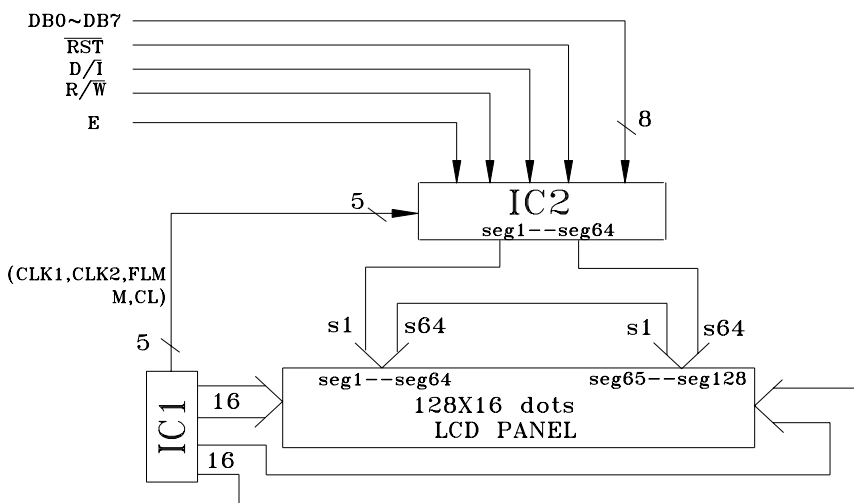 DB0~DB7
R̅S̅T̅
D/I̅
R/W̅
E
8
5
IC2
seg1--seg64
(CLK1,CLK2,FLM
M,CL)
s1
s64
s1
s64
5
seg1--seg64
seg65--seg128
16
128X16 dots
LCD PANEL
IC1
16